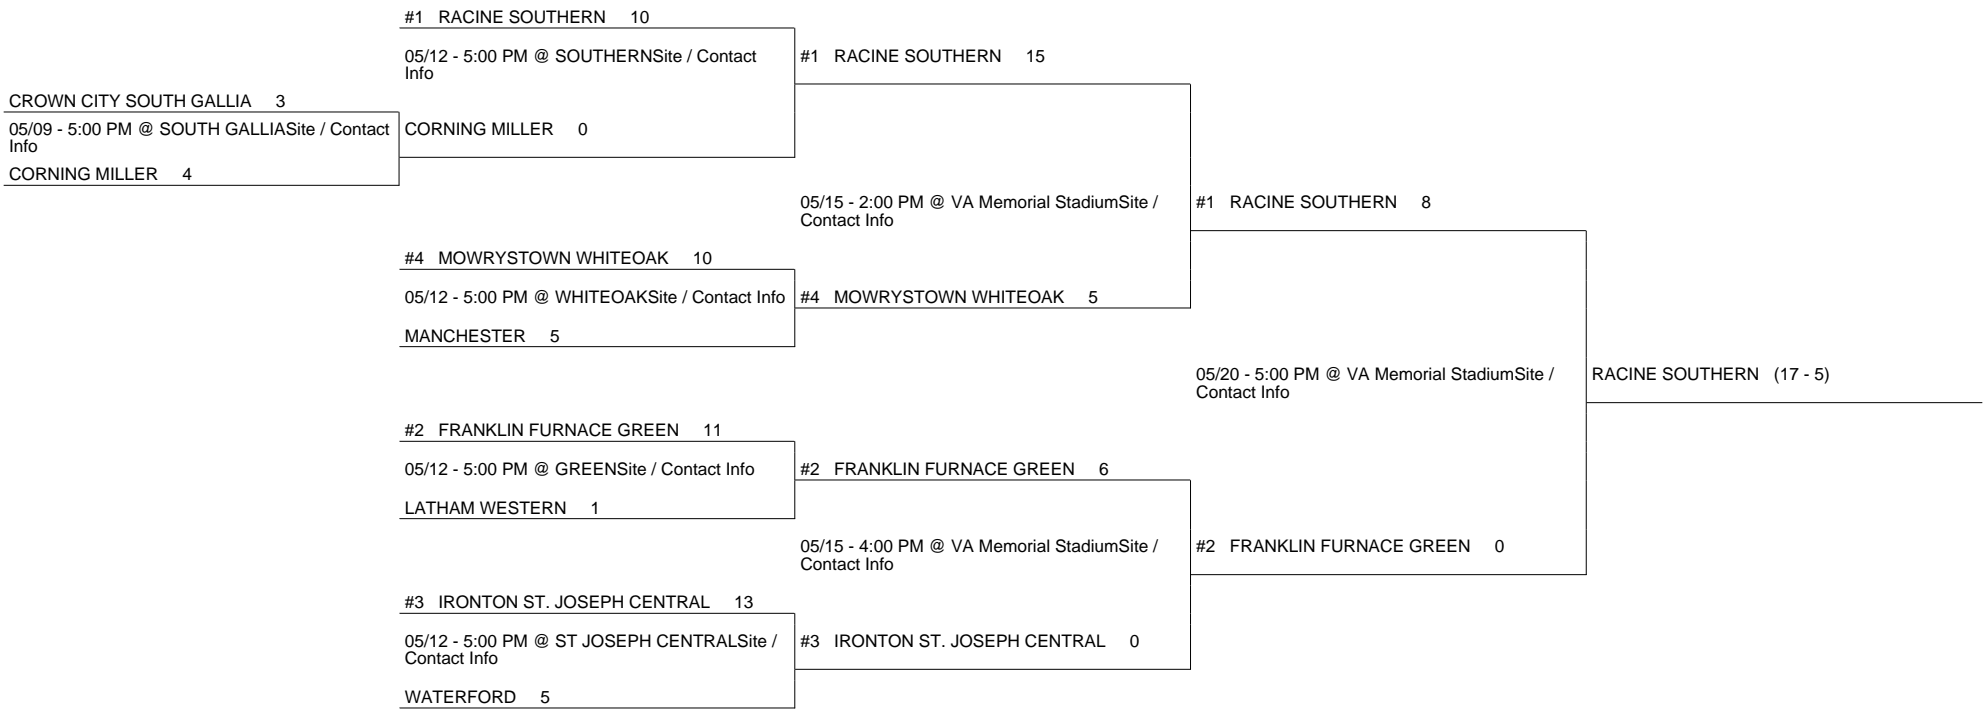 #1 RACINE SOUTHERN 10
05/12 - 5:00 PM @ SOUTHERNSite / Contact
Info
#1 RACINE SOUTHERN 15
CROWN CITY SOUTH GALLIA 3
05/09 - 5:00 PM @ SOUTH GALLIASite / Contact
Info
CORNING MILLER 0
CORNING MILLER 4
05/15 - 2:00 PM @ VA Memorial StadiumSite /
Contact Info
#1 RACINE SOUTHERN 8
#4 MOWRYSTOWN WHITEOAK 10
05/12 - 5:00 PM @ WHITEOAKSite / Contact Info
#4 MOWRYSTOWN WHITEOAK 5
MANCHESTER 5
05/20 - 5:00 PM @ VA Memorial StadiumSite /
Contact Info
RACINE SOUTHERN (17 - 5)
#2 FRANKLIN FURNACE GREEN 11
05/12 - 5:00 PM @ GREENSite / Contact Info
#2 FRANKLIN FURNACE GREEN 6
LATHAM WESTERN 1
05/15 - 4:00 PM @ VA Memorial StadiumSite /
Contact Info
#2 FRANKLIN FURNACE GREEN 0
#3 IRONTON ST. JOSEPH CENTRAL 13
05/12 - 5:00 PM @ ST JOSEPH CENTRALSite /
Contact Info
#3 IRONTON ST. JOSEPH CENTRAL 0
WATERFORD 5